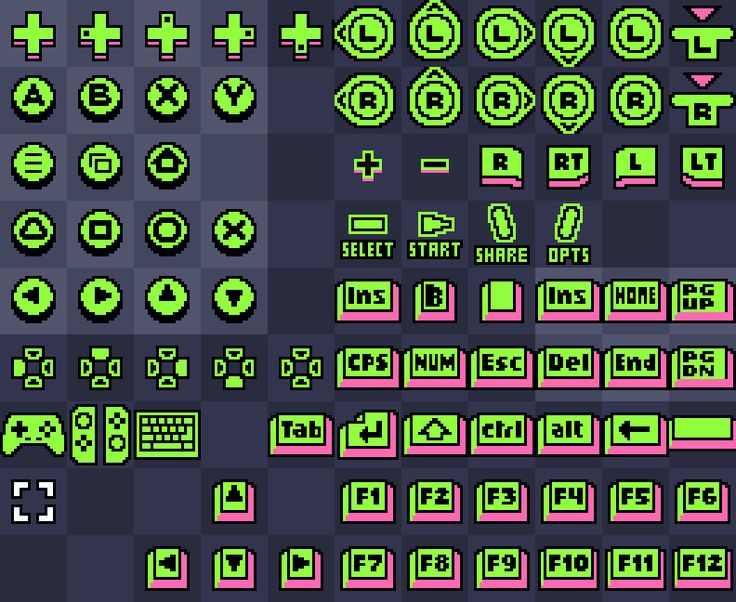 L L L L L L
A B X Y R R R R R R
R RT L LT
SELECT START SHARE OPTS
Ins B Ins HOME PG UP
CPS NUM Esc Del End PG DN
Tab ctrl alt
F1 F2 F3 F4 F5 F6
F7 F8 F9 F10 F11 F12